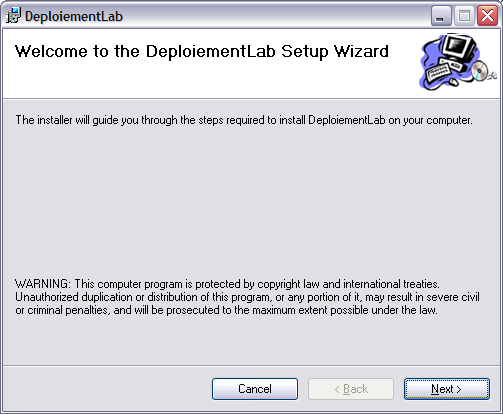 DeploiementLab
Welcome to the DeploiementLab Setup Wizard
The installer will guide you through the steps required to install DeploiementLab on your computer.
WARNING: This computer program is protected by copyright law and international treaties.
Unauthorized duplication or distribution of this program, or any portion of it, may result in severe civil
or criminal penalties, and will be prosecuted to the maximum extent possible under the law.
Cancel
< Back
Next >